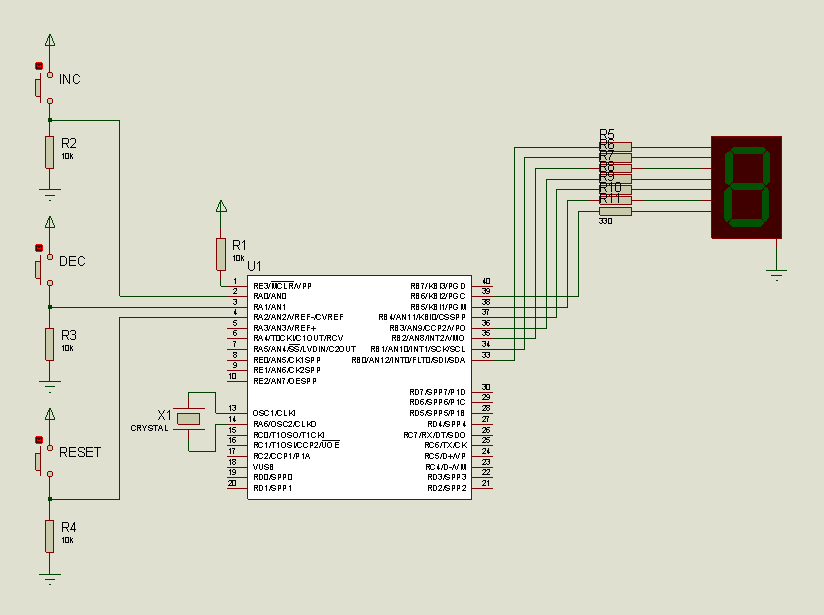 INC
R2
10k
DEC
R3
10k
RESET
R4
10k
R1
10k
U1
1 RE3/MCLR/VPP
2 RA0/AN0
3 RA1/AN1
4 RA2/AN2/VREF-/CVREF
5 RA3/AN3/VREF+
6 RA4/T0CKI/C1OUT/RCV
7 RA5/AN4/SS/LVDIN/C2OUT
8 RE0/AN5/CK1SPP
9 RE1/AN6/CK2SPP
10 RE2/AN7/OESPP
13 OSC1/CLKI
14 RA6/OSC2/CLKO
15 RC0/T1OSO/T1CKI
16 RC1/T1OSI/CCP2/UOE
17 RC2/CCP1/P1A
18 VUSB
19 RD0/SPP0
20 RD1/SPP1
RB7/KBI3/PGD 40
RB6/KBI2/PGC 39
RB5/KBI1/PGM 38
RB4/AN11/KBI0/CSSPP 37
RB3/AN9/CCP2/VPO 36
RB2/AN8/INT2/VMO 35
RB1/AN10/INT1/SCK/SCL 34
RB0/AN12/INT0/FLT0/SDI/SDA 33
RD7/SPP7/P1D 30
RD6/SPP6/P1C 29
RD5/SPP5/P1B 28
RD4/SPP4 27
RC7/RX/DT/SDO 26
RC6/TX/CK 25
RC5/D+/VP 24
RC4/D-/VM 23
RD3/SPP3 22
RD2/SPP2 21
X1
CRYSTAL
R5
R6
R7
R8
R9
R10
R11
330